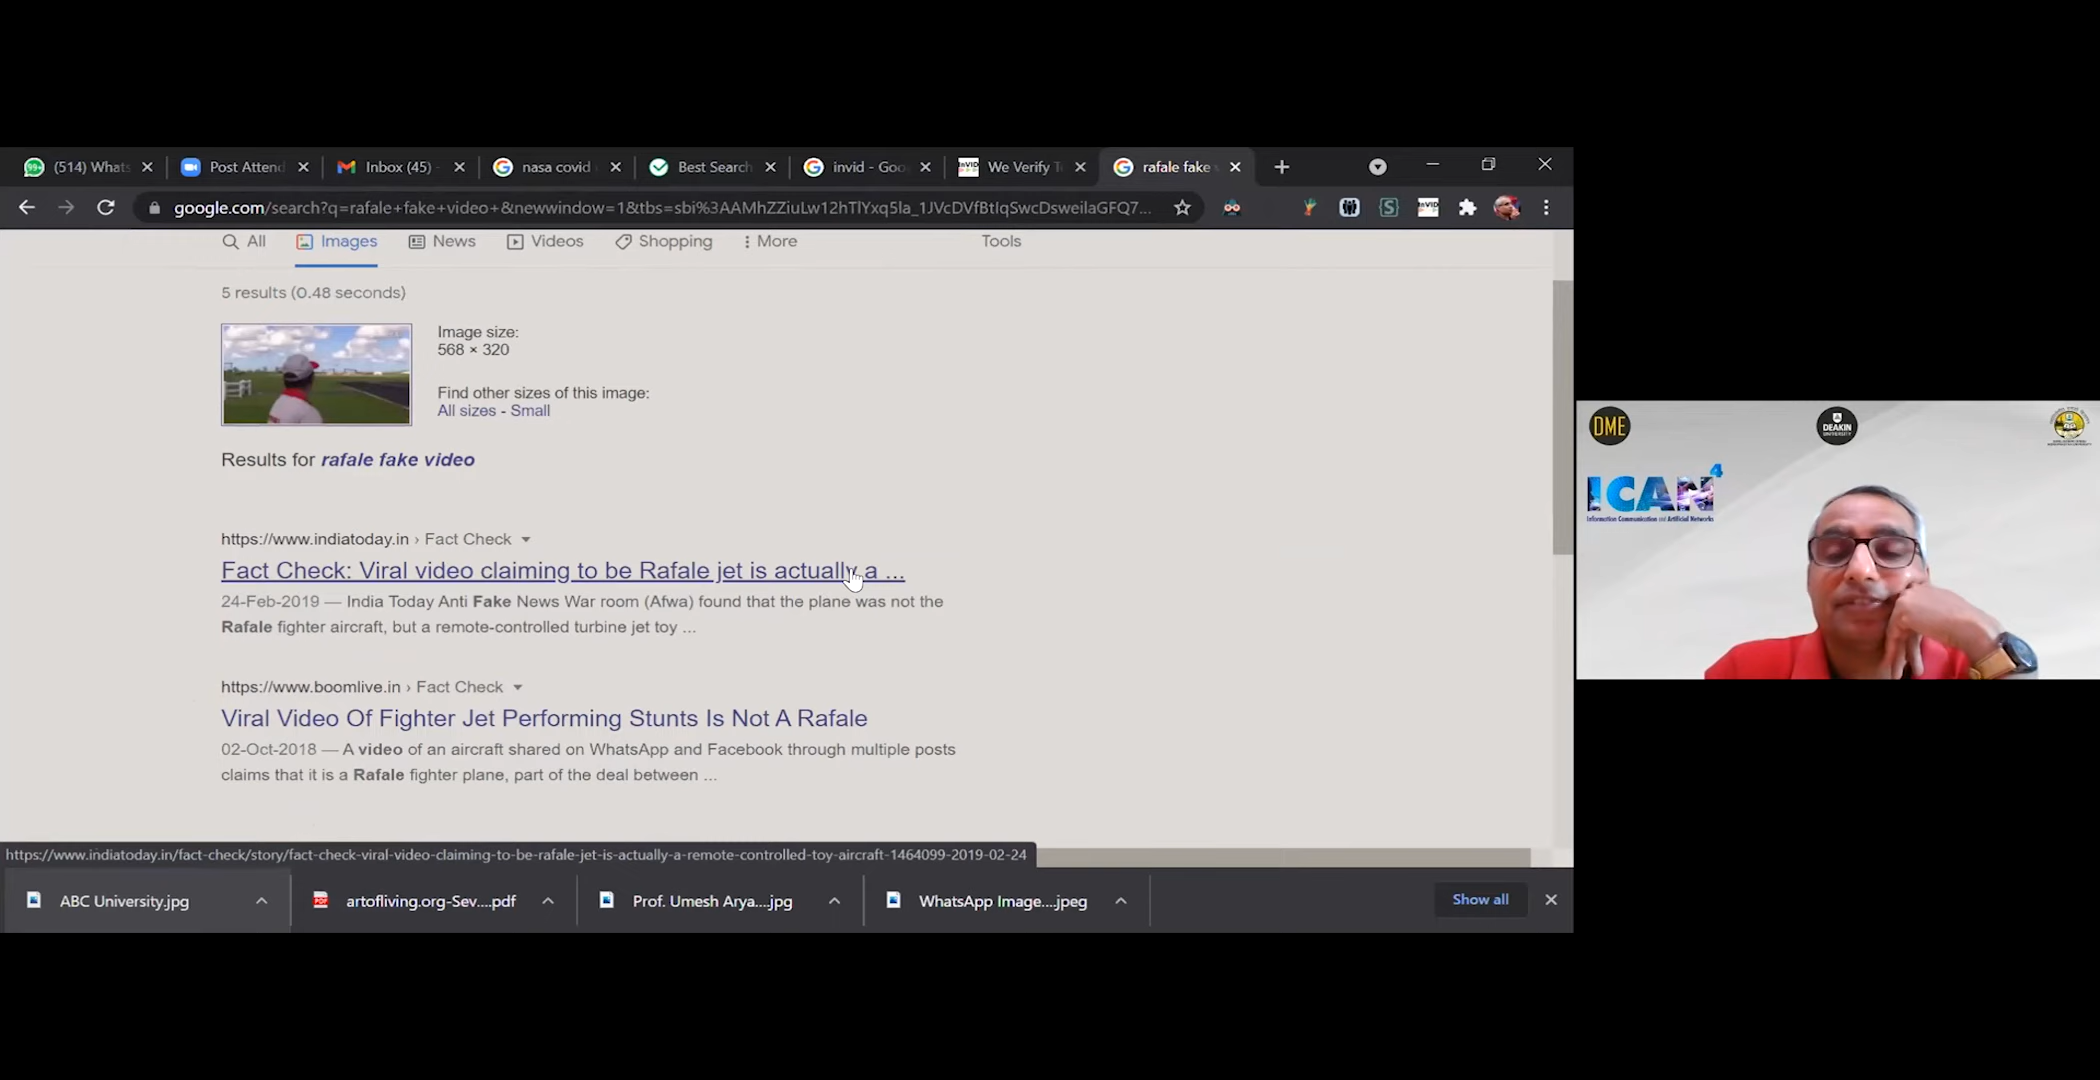 (514) Whats
Post Attend
Inbox (45) -
nasa covid
Best Search
invid - Goo
We Verify T
rafale fake
google.com/search?q=rafale+fake+video+&newwindow=1&tbs=sbi%3AAMhZZiuLw12hTlYxq5la_1JVcDVfBtIqSwcDsweilaGFQ7...
All
Images
News
Videos
Shopping
More
Tools
5 results (0.48 seconds)
Image size:
568 × 320
Find other sizes of this image:
All sizes - Small
Results for rafale fake video
https://www.indiatoday.in › Fact Check
Fact Check: Viral video claiming to be Rafale jet is actually a ...
24-Feb-2019 — India Today Anti Fake News War room (Afwa) found that the plane was not the
Rafale fighter aircraft, but a remote-controlled turbine jet toy ...
https://www.boomlive.in › Fact Check
Viral Video Of Fighter Jet Performing Stunts Is Not A Rafale
02-Oct-2018 — A video of an aircraft shared on WhatsApp and Facebook through multiple posts
claims that it is a Rafale fighter plane, part of the deal between ...
https://www.indiatoday.in/fact-check/story/fact-check-viral-video-claiming-to-be-rafale-jet-is-actually-a-remote-controlled-toy-aircraft-1464099-2019-02-24
ABC University.jpg
artofliving.org-Sev....pdf
Prof. Umesh Arya....jpg
WhatsApp Image....jpeg
Show all
DME
DEAKIN
UNIVERSITY
ICAN 4
Information Communication and Artificial Networks